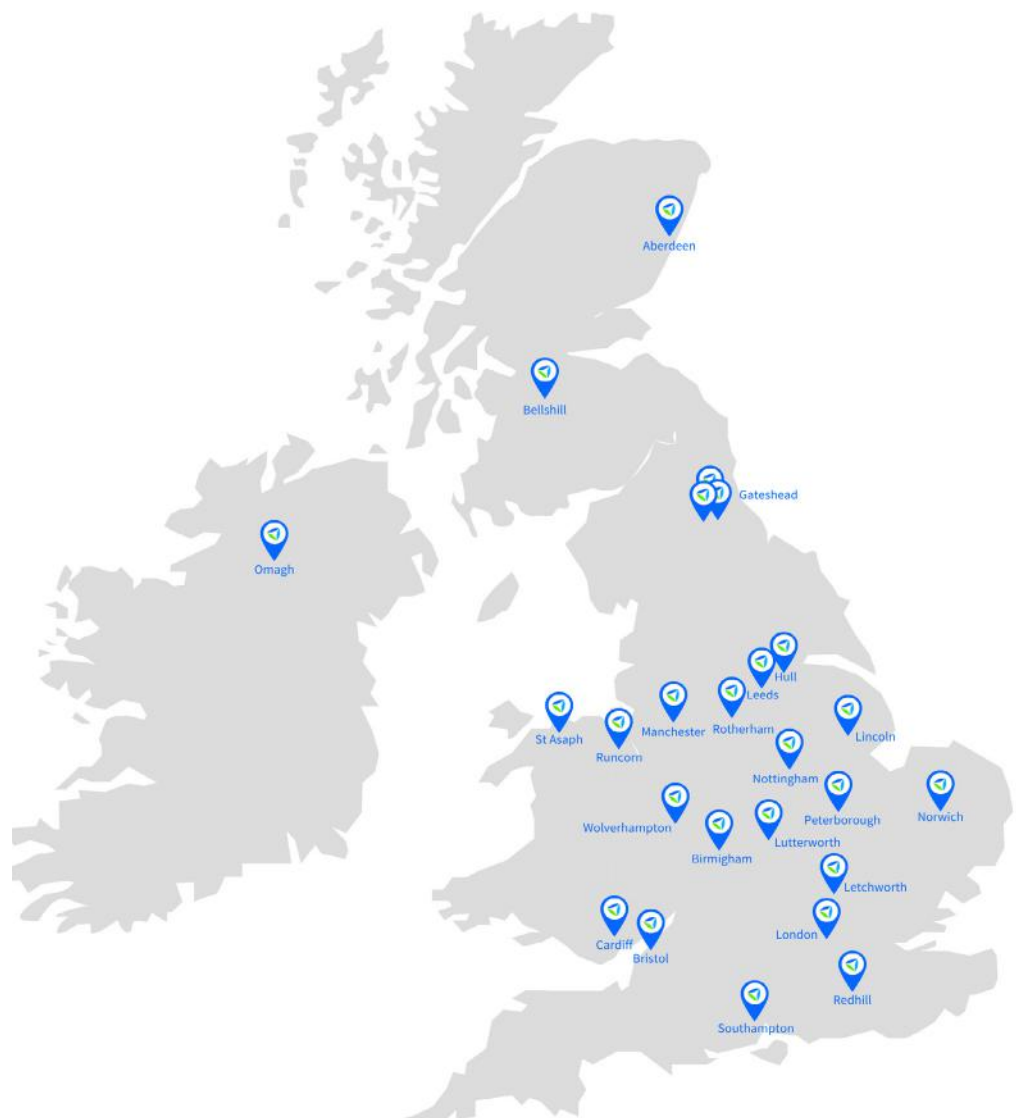 Aberdeen
Bellshill
Gateshead
Omagh
Hull
Leeds
Rotherham
Manchester
St Asaph
Runcorn
Lincoln
Nottingham
Peterborough
Norwich
Wolverhampton
Lutterworth
Birmigham
Letchworth
London
Cardiff
Bristol
Redhill
Southampton